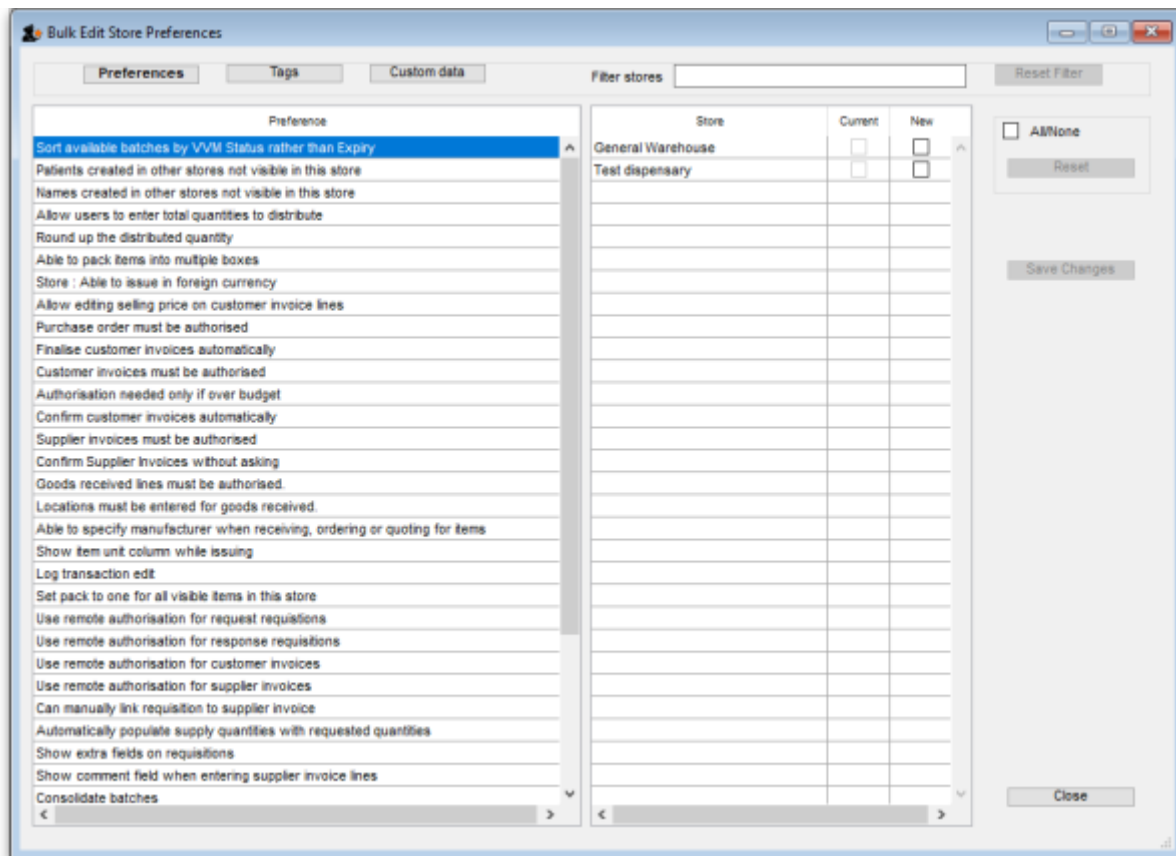 Bulk Edit Store Preferences
Preferences Tags Custom data Filter stores Reset Filter
Preference Store Current New
All/None
Sort available batches by VVM Status rather than Expiry General Warehouse
Patients created in other stores not visible in this store Test dispensary
Reset
Names created in other stores not visible in this store
Allow users to enter total quantities to distribute
Round up the distributed quantity
Able to pack items into multiple boxes
Save Changes
Store : Able to issue in foreign currency
Allow editing selling price on customer invoice lines
Purchase order must be authorised
Finalise customer invoices automatically
Customer invoices must be authorised
Authorisation needed only if over budget
Confirm customer invoices automatically
Supplier invoices must be authorised
Confirm Supplier Invoices without asking
Goods received lines must be authorised.
Locations must be entered for goods received.
Able to specify manufacturer when receiving, ordering or quoting for items
Show item unit column while issuing
Log transaction edit
Set pack to one for all visible items in this store
Use remote authorisation for request requistions
Use remote authorisation for response requisitions
Use remote authorisation for customer invoices
Use remote authorisation for supplier invoices
Can manually link requisition to supplier invoice
Automatically populate supply quantities with requested quantities
Show extra fields on requisitions
Show comment field when entering supplier invoice lines
Consolidate batches
Close